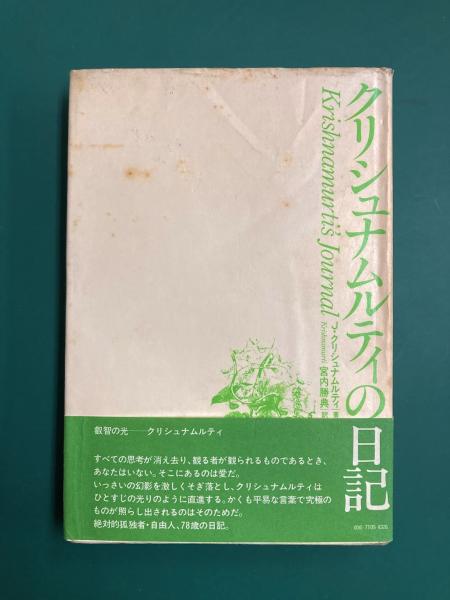 クリシュナムルティの日記
Krishnamurti's Journal
J・クリシュナムルティ 著
Krishnamurti
宮内勝典 訳
叡智の光──クリシュナムルティ
すべての思考が消え去り、観る者が観られるものであるとき、
あなたはいない。そこにあるのは愛だ。
いっさいの幻影を激しくそぎ落とし、クリシュナムルティは
ひとすじの光りのように直進する。かくも平易な言葉で究極の
ものが照らし出されるのはそのためだ。
絶対的孤独者・自由人、78歳の日記。